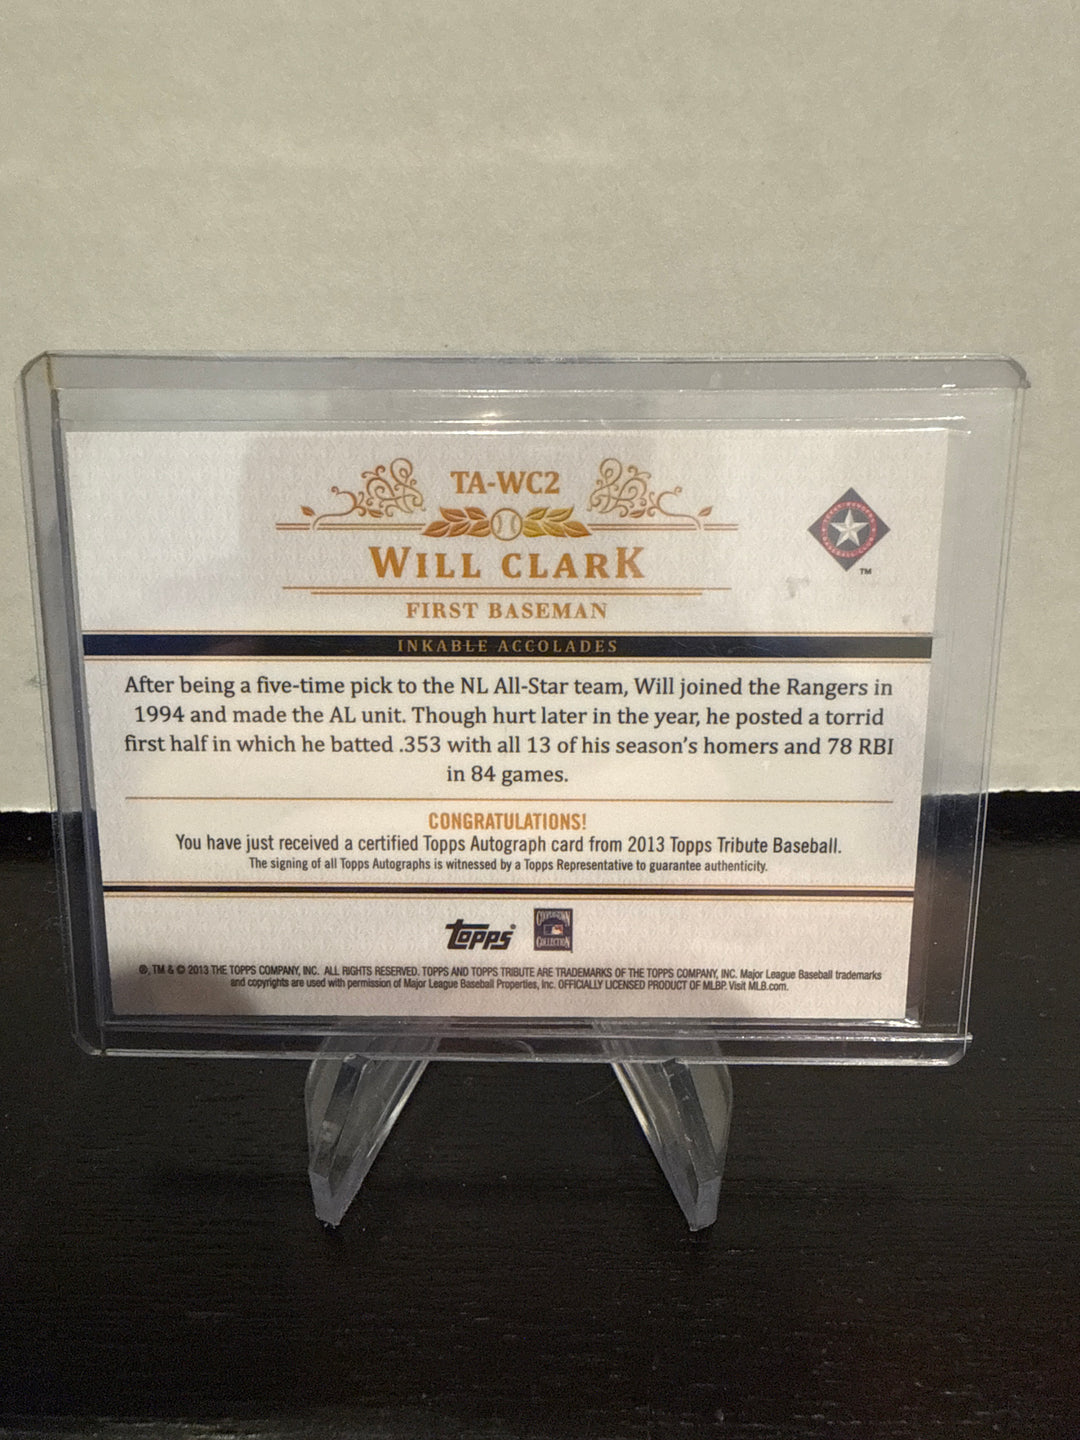 TA-WC2
WILL CLARK
FIRST BASEMAN
TM
INKABLE ACCOLADES
After being a five-time pick to the NL All-Star team, Will joined the Rangers in
1994 and made the AL unit. Though hurt later in the year, he posted a torrid
first half in which he batted .353 with all 13 of his season's homers and 78 RBI
in 84 games.
CONGRATULATIONS!
You have just received a certified Topps Autograph card from 2013 Topps Tribute Baseball.
The signing of all Topps Autographs is witnessed by a Topps Representative to guarantee authenticity.
Topps®
COOPERSTOWN
COLLECTION
®, TM & © 2013 THE TOPPS COMPANY, INC. ALL RIGHTS RESERVED. TOPPS AND TOPPS TRIBUTE ARE TRADEMARKS OF THE TOPPS COMPANY, INC. Major League Baseball trademarks
and copyrights are used with permission of Major League Baseball Properties, Inc. OFFICIALLY LICENSED PRODUCT OF MLBP. Visit MLB.com.